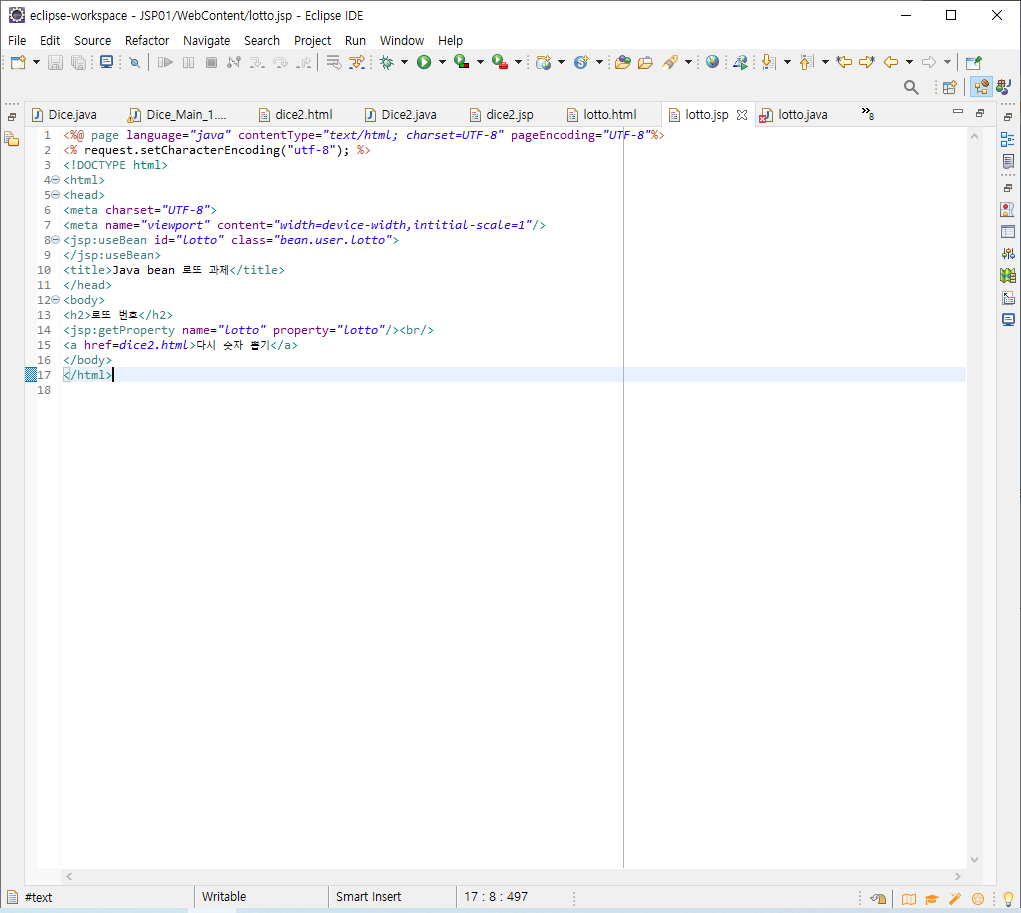 eclipse-workspace - JSP01/WebContent/lotto.jsp - Eclipse IDE
File Edit Source Refactor Navigate Search Project Run Window Help
Dice.java Dice_Main_1.... dice2.html Dice2.java dice2.jsp lotto.html lotto.jsp lotto.java »8
1 <%@ page language="java" contentType="text/html; charset=UTF-8" pageEncoding="UTF-8"%>
2 <% request.setCharacterEncoding("utf-8"); %>
3 <!DOCTYPE html>
4 <html>
5 <head>
6 <meta charset="UTF-8">
7 <meta name="viewport" content="width=device-width,intitial-scale=1"/>
8 <jsp:useBean id="lotto" class="bean.user.lotto">
9 </jsp:useBean>
10 <title>Java bean 로또 과제</title>
11 </head>
12 <body>
13 <h2>로또 번호</h2>
14 <jsp:getProperty name="lotto" property="lotto"/><br/>
15 <a href=dice2.html>다시 숫자 뽑기</a>
16 </body>
17 </html>
18
#text Writable Smart Insert 17 : 8 : 497